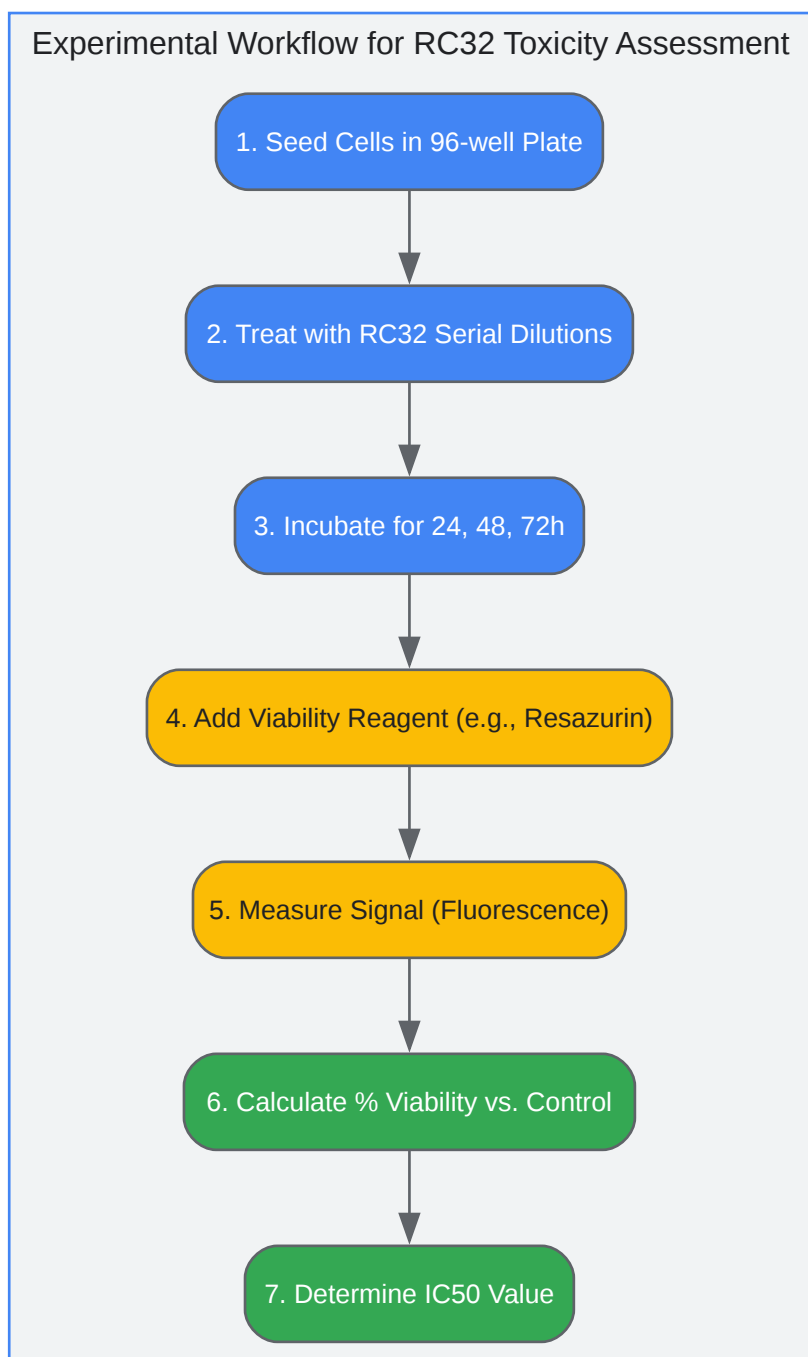 Experimental Workflow for RC32 Toxicity Assessment
1. Seed Cells in 96-well Plate
2. Treat with RC32 Serial Dilutions
3. Incubate for 24, 48, 72h
4. Add Viability Reagent (e.g., Resazurin)
5. Measure Signal (Fluorescence)
6. Calculate % Viability vs. Control
7. Determine IC50 Value